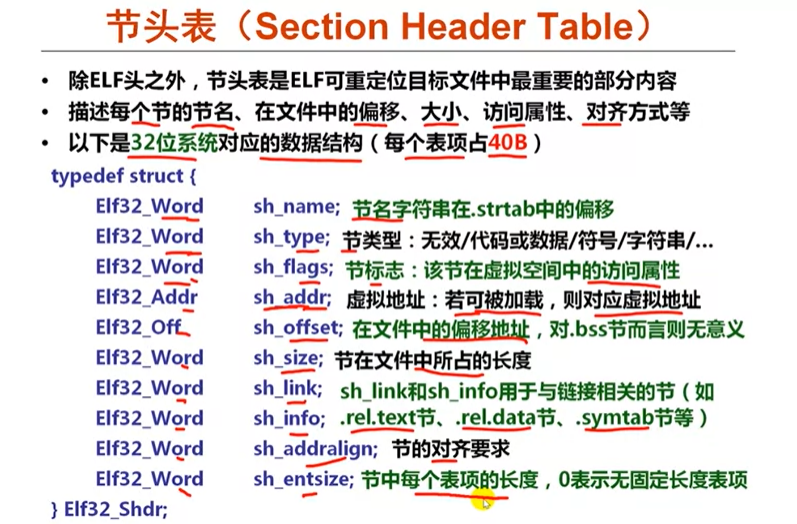 节头表（Section Header Table）
• 除ELF头之外，节头表是ELF可重定位目标文件中最重要的部分内容
• 描述每个节的节名、在文件中的偏移、大小、访问属性、对齐方式等
• 以下是32位系统对应的数据结构（每个表项占40B）
typedef struct {
Elf32_Word sh_name; 节名字符串在.strtab中的偏移
Elf32_Word sh_type; 节类型：无效/代码或数据/符号/字符串/...
Elf32_Word sh_flags; 节标志：该节在虚拟空间中的访问属性
Elf32_Addr sh_addr; 虚拟地址：若可被加载，则对应虚拟地址
Elf32_Off sh_offset; 在文件中的偏移地址，对.bss节而言则无意义
Elf32_Word sh_size; 节在文件中所占的长度
Elf32_Word sh_link; sh_link和sh_info用于与链接相关的节（如
Elf32_Word sh_info; .rel.text节、.rel.data节、.symtab节等）
Elf32_Word sh_addralign; 节的对齐要求
Elf32_Word sh_entsize; 节中每个表项的长度，0表示无固定长度表项
} Elf32_Shdr;